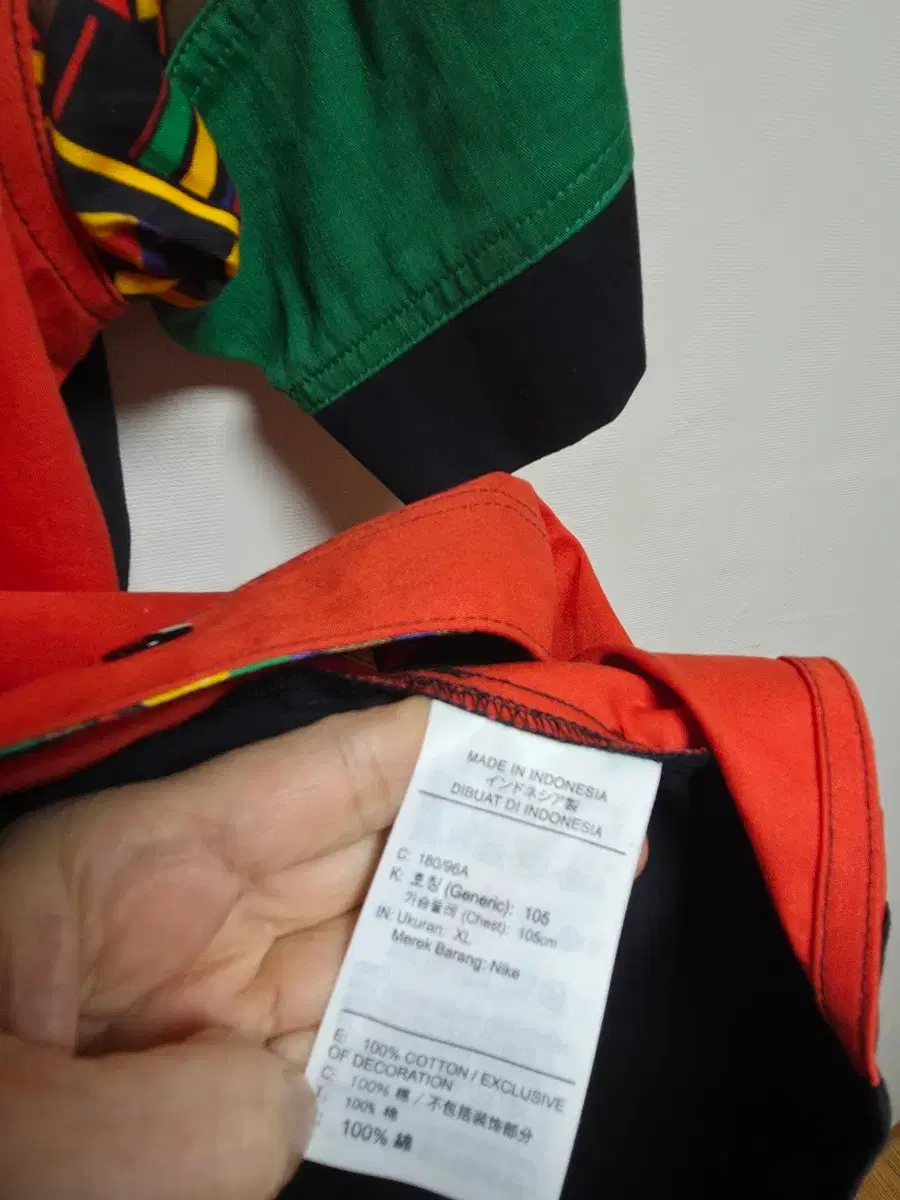 MADE IN INDONESIA
インドネシア製
DIBUAT DI INDONESIA
C: 180/96A
K: 호칭 (Generic): 105
가슴둘레 (Chest): 105cm
IN: Ukuran: XL
Merek Barang: Nike
E: 100% COTTON / EXCLUSIVE
OF DECORATION
C: 100% 棉 / 不包括装饰部分
100% 棉
100% 綿